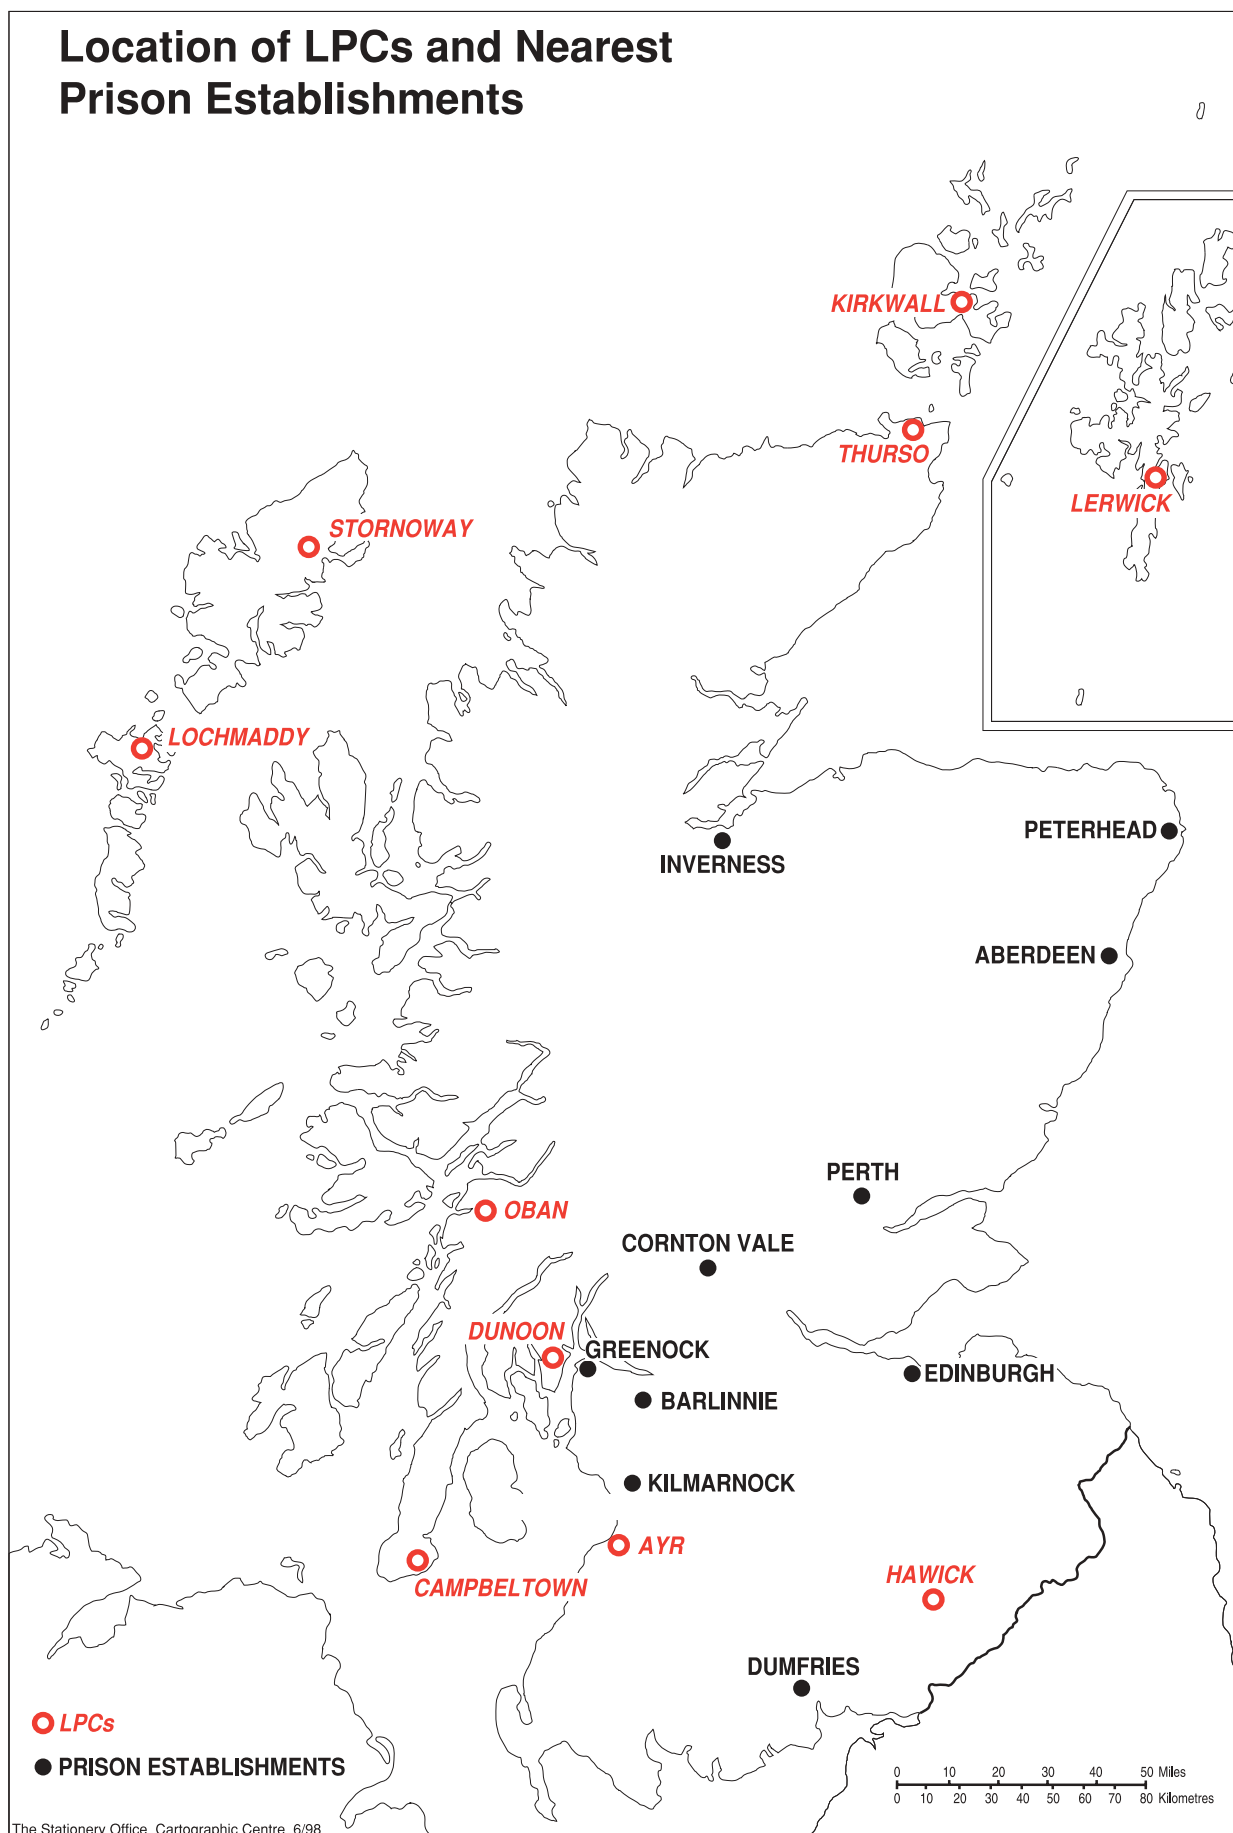 Location of LPCs and Nearest
Prison Establishments
KIRKWALL
THURSO
LERWICK
STORNOWAY
LOCHMADDY
PETERHEAD
INVERNESS
ABERDEEN
PERTH
OBAN
CORNTON VALE
DUNOON
GREENOCK
EDINBURGH
BARLINNIE
KILMARNOCK
AYR
HAWICK
CAMPBELTOWN
DUMFRIES
LPCs
PRISON ESTABLISHMENTS
0 10 20 30 40 50 Miles
0 10 20 30 40 50 60 70 80 Kilometres
The Stationery Office, Cartographic Centre 6/98